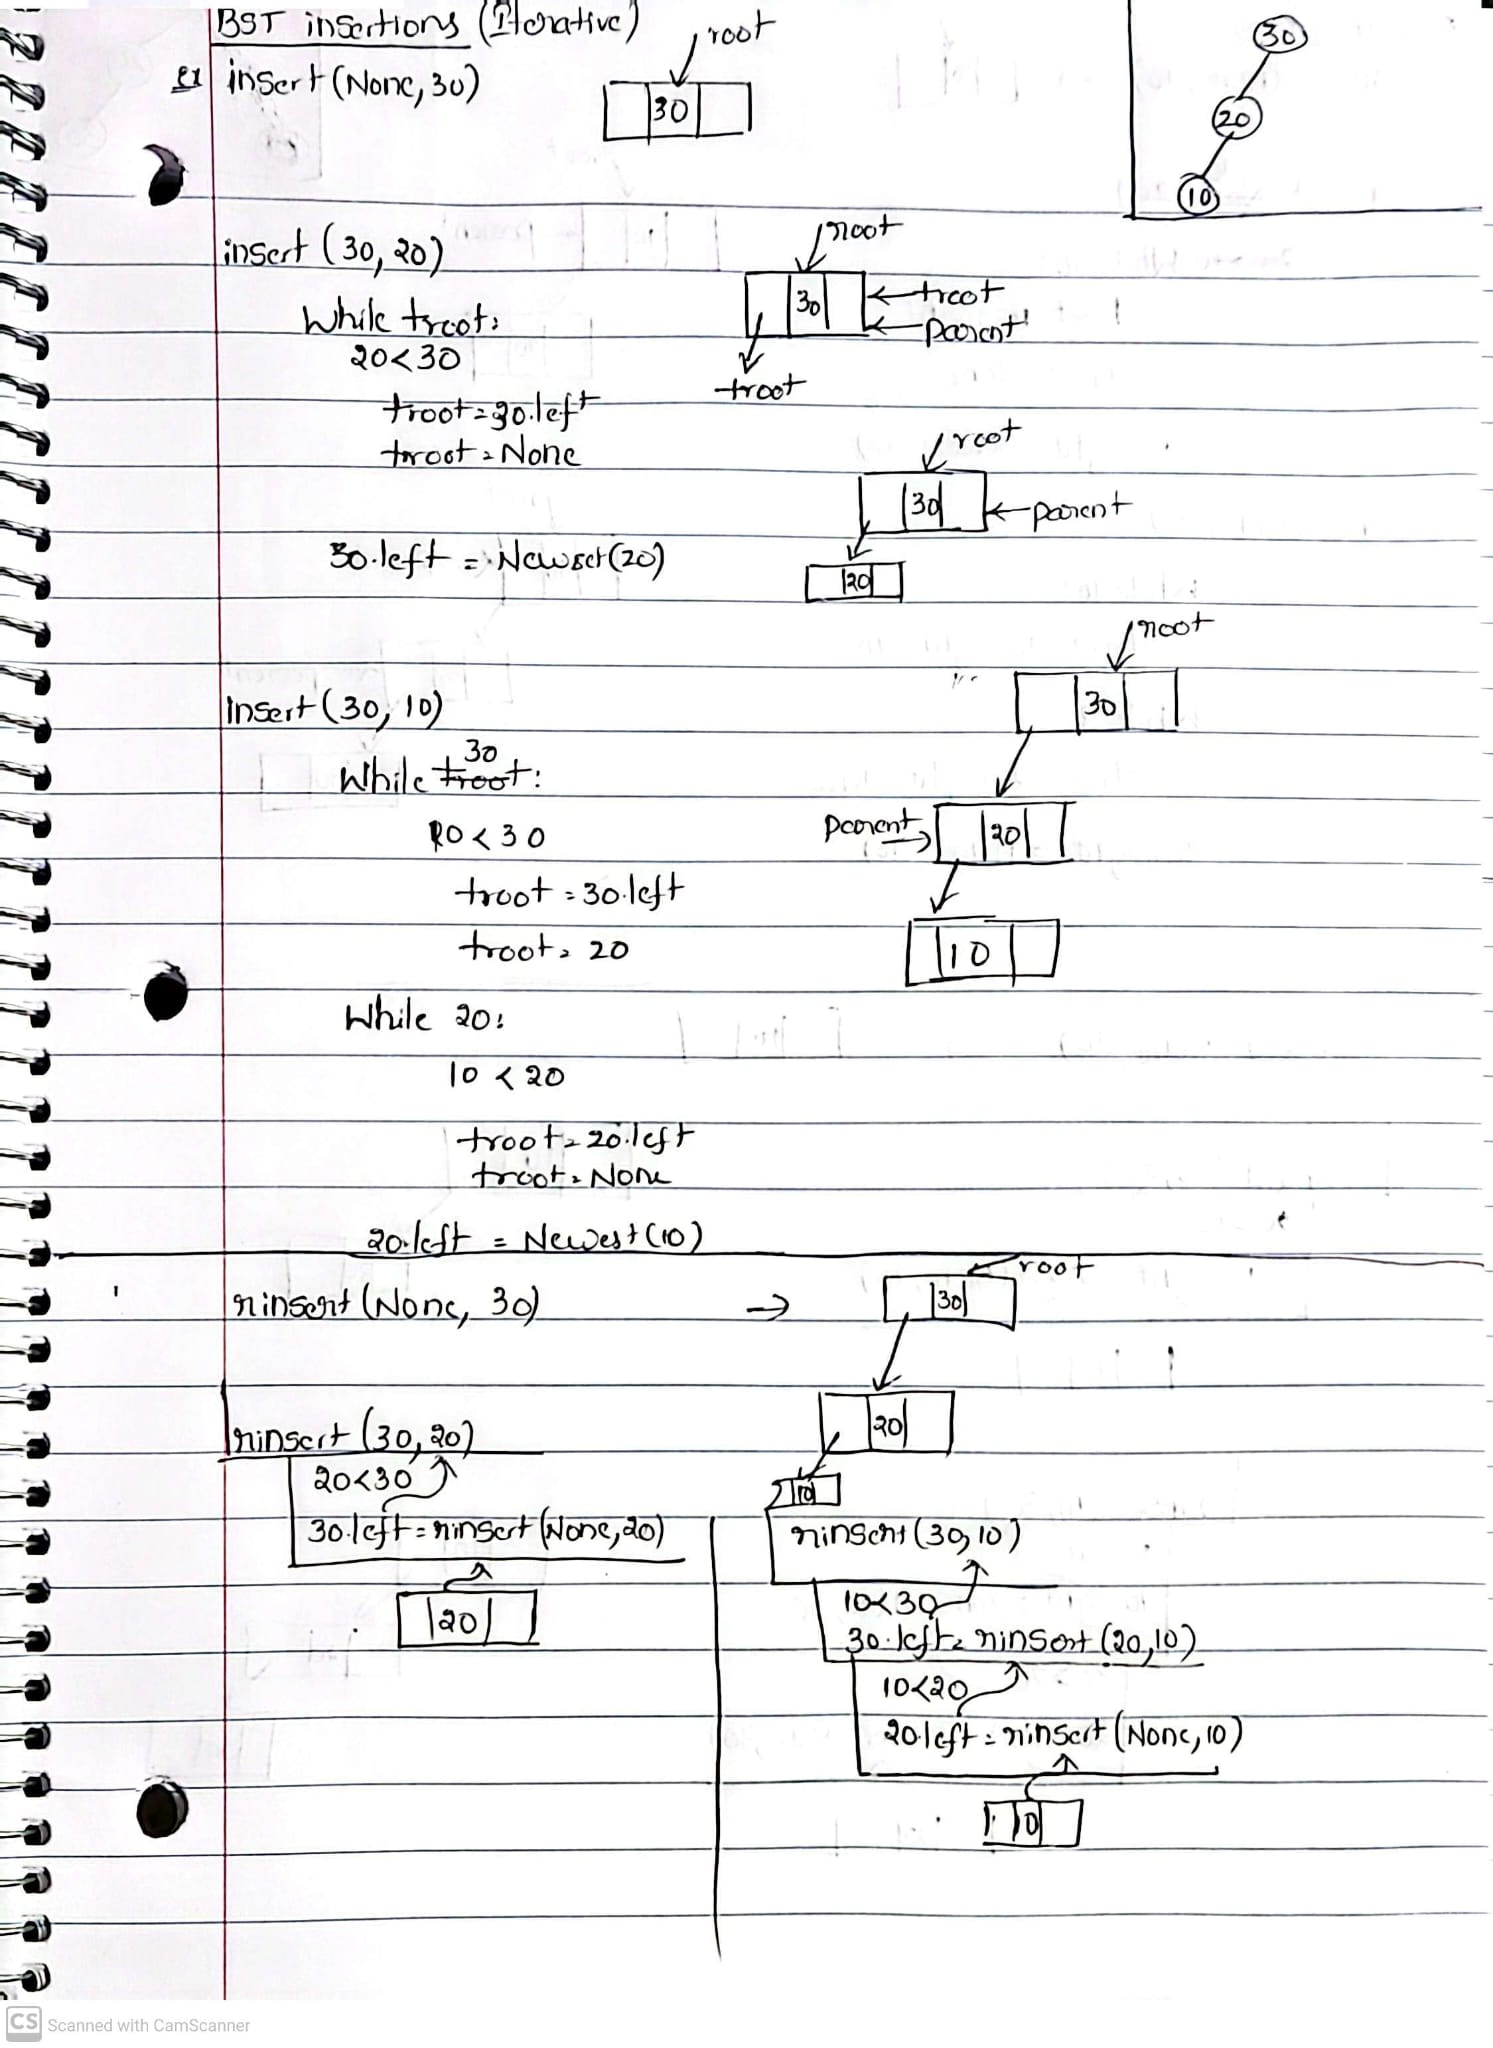 BST insertions (Iterative)
root
Ex insert (None, 30)
30
30
20
10
insert (30, 20)
root
30
troot
parent
troot
While troot:
20<30
troot = 30.left
troot = None
root
30
parent
20
30.left = Newset(20)
insert (30, 10)
root
30
30
While troot:
10 < 30
troot = 30.left
troot = 20
parent
20
10
While 20:
10 < 20
troot = 20.left
troot = None
20.left = Newest (10)
rinsert (None, 30) →
root
30
20
10
rinsert (30, 20)
20<30
30.left = rinsert (None, 20)
20
rinsert (30, 10)
10<30
30.left = rinsert (20, 10)
10<20
20.left = rinsert (None, 10)
10
CS Scanned with CamScanner